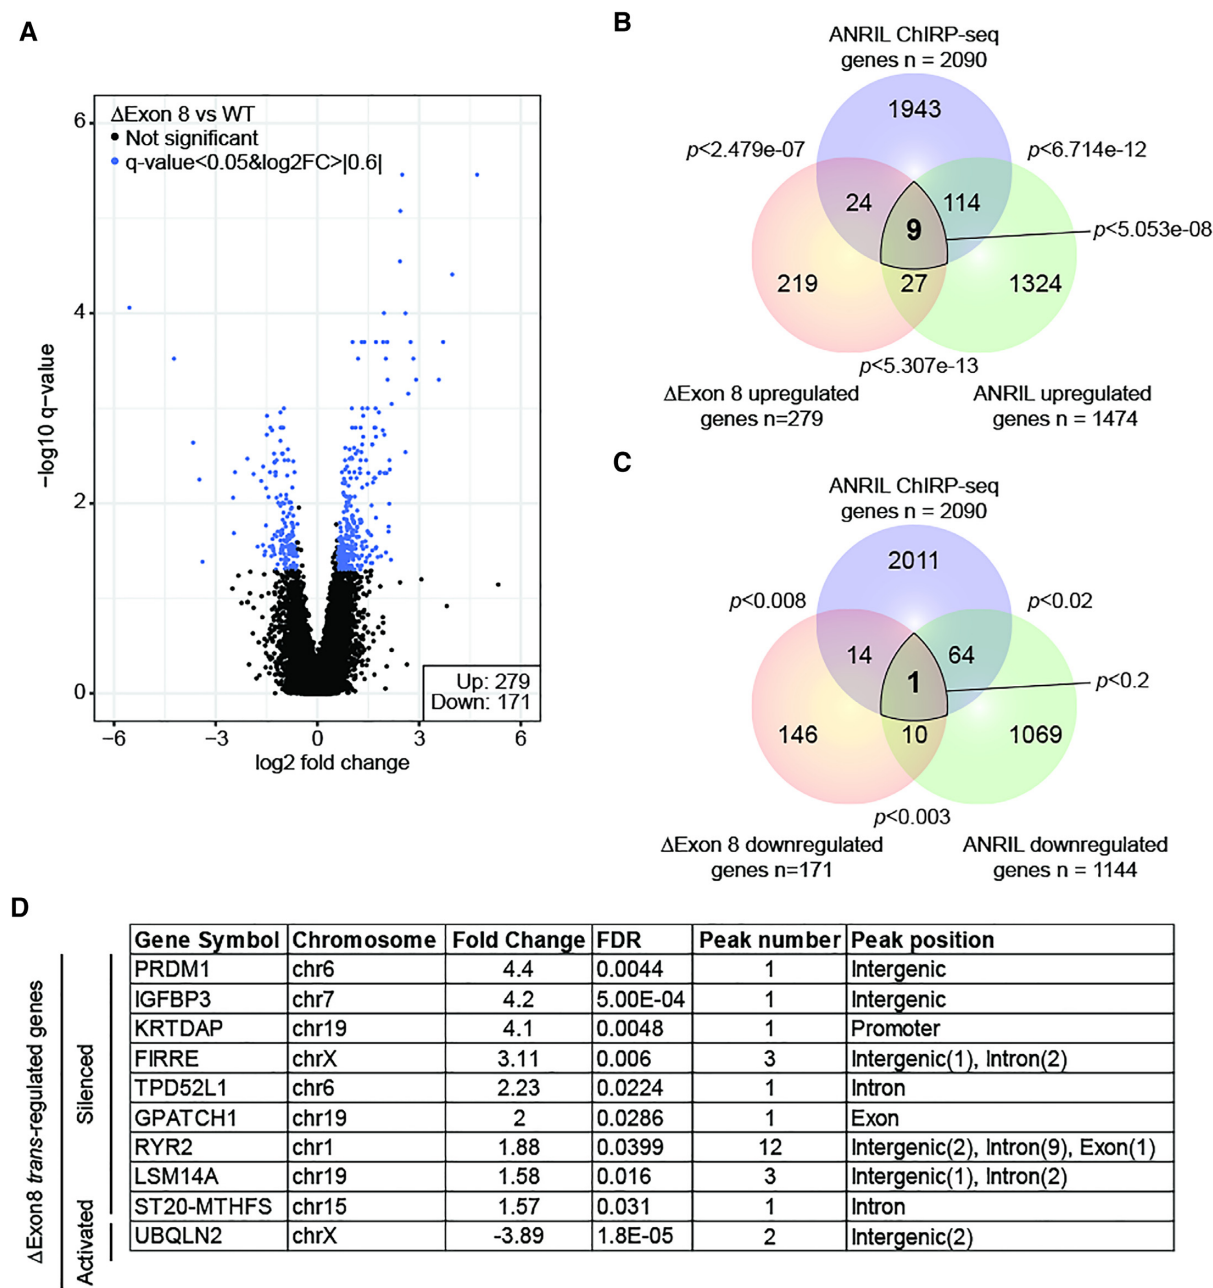 A
ΔExon 8 vs WT
Not significant
q-value<0.05&log2FC>|0.6|
6
4
2
0
−log10 q-value
Up: 279
Down: 171
−6
−3
0
3
6
log2 fold change
B
ANRIL ChIRP-seq
genes n = 2090
1943
p<2.479e-07
p<6.714e-12
24
114
9
p<5.053e-08
219
27
1324
p<5.307e-13
ΔExon 8 upregulated
genes n=279
ANRIL upregulated
genes n = 1474
C
ANRIL ChIRP-seq
genes n = 2090
2011
p<0.008
p<0.02
14
64
1
p<0.2
146
10
1069
p<0.003
ΔExon 8 downregulated
genes n=171
ANRIL downregulated
genes n = 1144
D
ΔExon8 trans-regulated genes
Silenced
Activated
Gene Symbol Chromosome Fold Change FDR Peak number Peak position
PRDM1 chr6 4.4 0.0044 1 Intergenic
IGFBP3 chr7 4.2 5.00E-04 1 Intergenic
KRTDAP chr19 4.1 0.0048 1 Promoter
FIRRE chrX 3.11 0.006 3 Intergenic(1), Intron(2)
TPD52L1 chr6 2.23 0.0224 1 Intron
GPATCH1 chr19 2 0.0286 1 Exon
RYR2 chr1 1.88 0.0399 12 Intergenic(2), Intron(9), Exon(1)
LSM14A chr19 1.58 0.016 3 Intergenic(1), Intron(2)
ST20-MTHFS chr15 1.57 0.031 1 Intron
UBQLN2 chrX -3.89 1.8E-05 2 Intergenic(2)